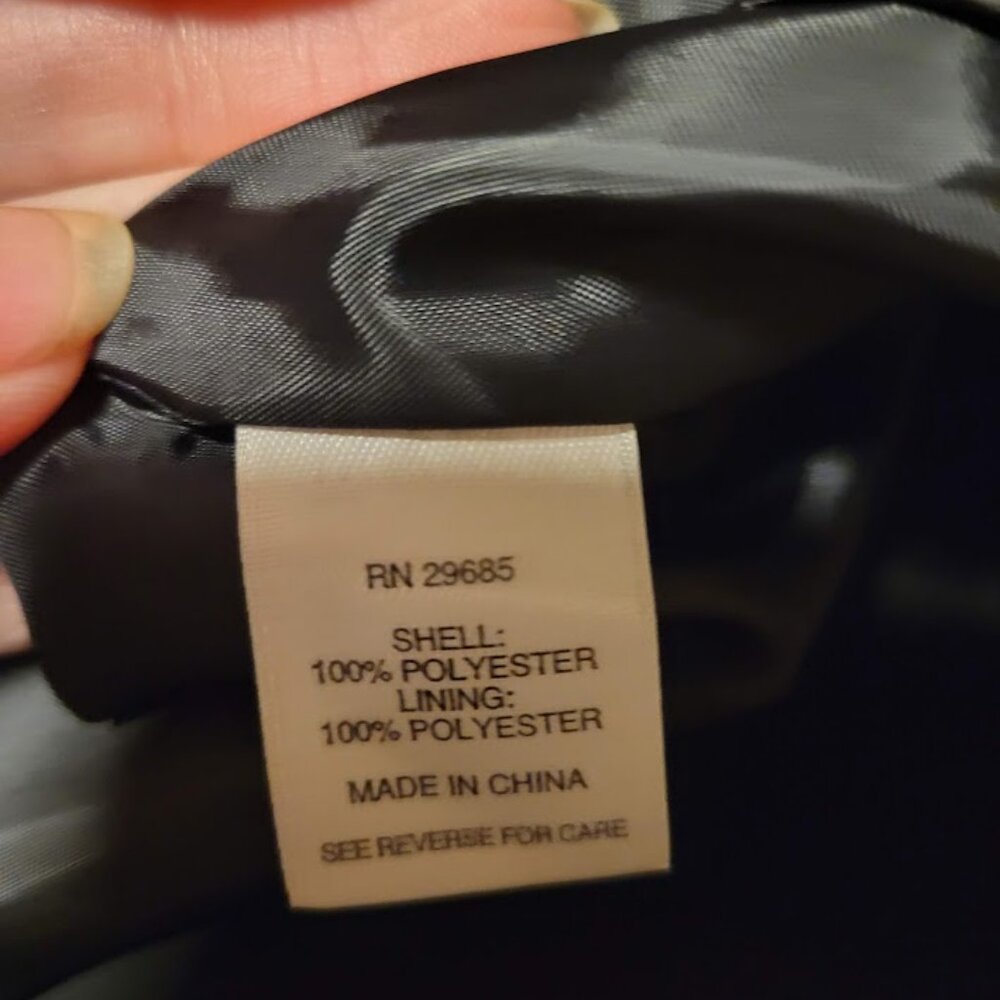 RN 29685
SHELL:
100% POLYESTER
LINING:
100% POLYESTER
MADE IN CHINA
SEE REVERSE FOR CARE